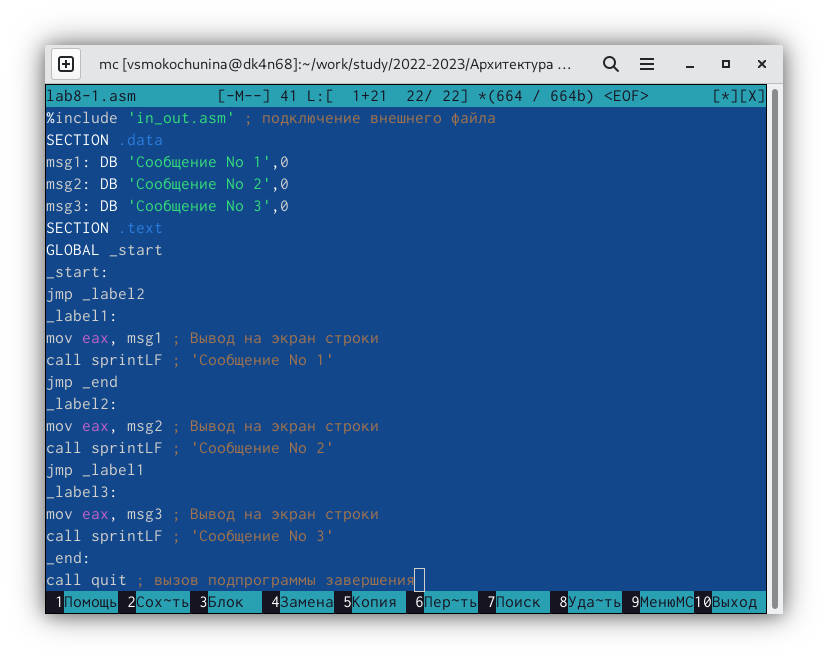 mc [vsmokochunina@dk4n68]:~/work/study/2022-2023/Архитектура ...
lab8-1.asm [-M--] 41 L:[ 1+21 22/ 22] *(664 / 664b) <EOF> [*][X]
%include 'in_out.asm' ; подключение внешнего файла
SECTION .data
msg1: DB 'Сообщение No 1',0
msg2: DB 'Сообщение No 2',0
msg3: DB 'Сообщение No 3',0
SECTION .text
GLOBAL _start
_start:
jmp _label2
_label1:
mov eax, msg1 ; Вывод на экран строки
call sprintLF ; 'Сообщение No 1'
jmp _end
_label2:
mov eax, msg2 ; Вывод на экран строки
call sprintLF ; 'Сообщение No 2'
jmp _label1
_label3:
mov eax, msg3 ; Вывод на экран строки
call sprintLF ; 'Сообщение No 3'
_end:
call quit ; вызов подпрограммы завершения
1Помощь 2Сох~ть 3Блок 4Замена 5Копия 6Пер~ть 7Поиск 8Уда~ть 9МенюMC 10Выход